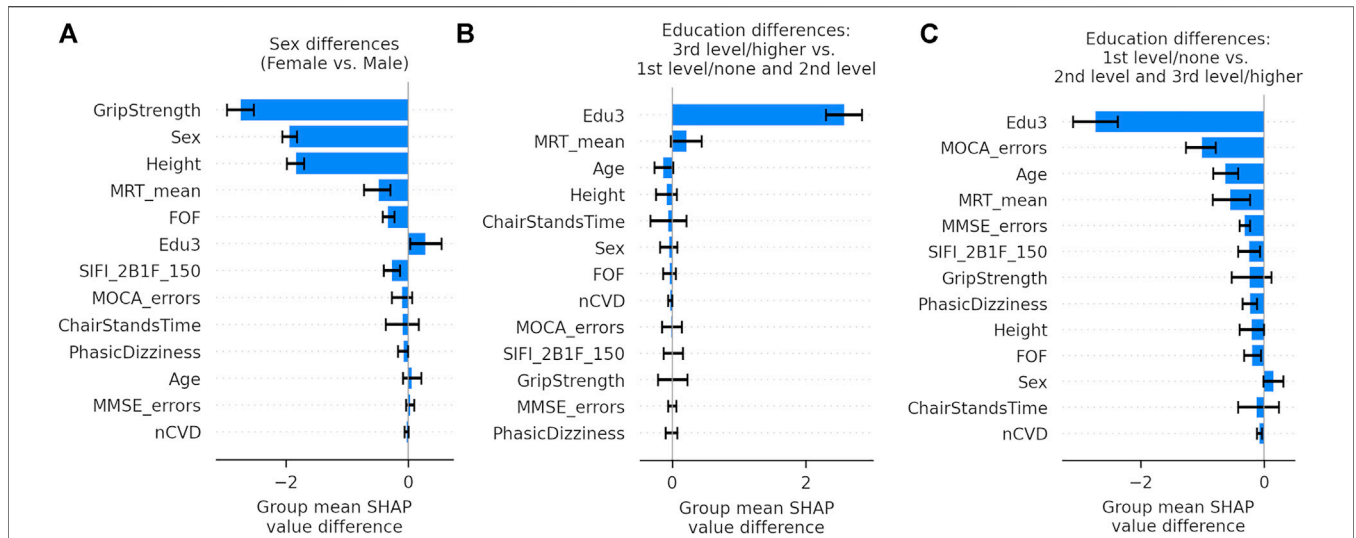 A
Sex differences
(Female vs. Male)
GripStrength
Sex
Height
MRT_mean
FOF
Edu3
SIFI_2B1F_150
MOCA_errors
ChairStandsTime
PhasicDizziness
Age
MMSE_errors
nCVD
−2
0
Group mean SHAP
value difference
B
Education differences:
3rd level/higher vs.
1st level/none and 2nd level
Edu3
MRT_mean
Age
Height
ChairStandsTime
Sex
FOF
nCVD
MOCA_errors
SIFI_2B1F_150
GripStrength
MMSE_errors
PhasicDizziness
0
2
Group mean SHAP
value difference
C
Education differences:
1st level/none vs.
2nd level and 3rd level/higher
Edu3
MOCA_errors
Age
MRT_mean
MMSE_errors
SIFI_2B1F_150
GripStrength
PhasicDizziness
Height
FOF
Sex
ChairStandsTime
nCVD
−2
0
Group mean SHAP
value difference